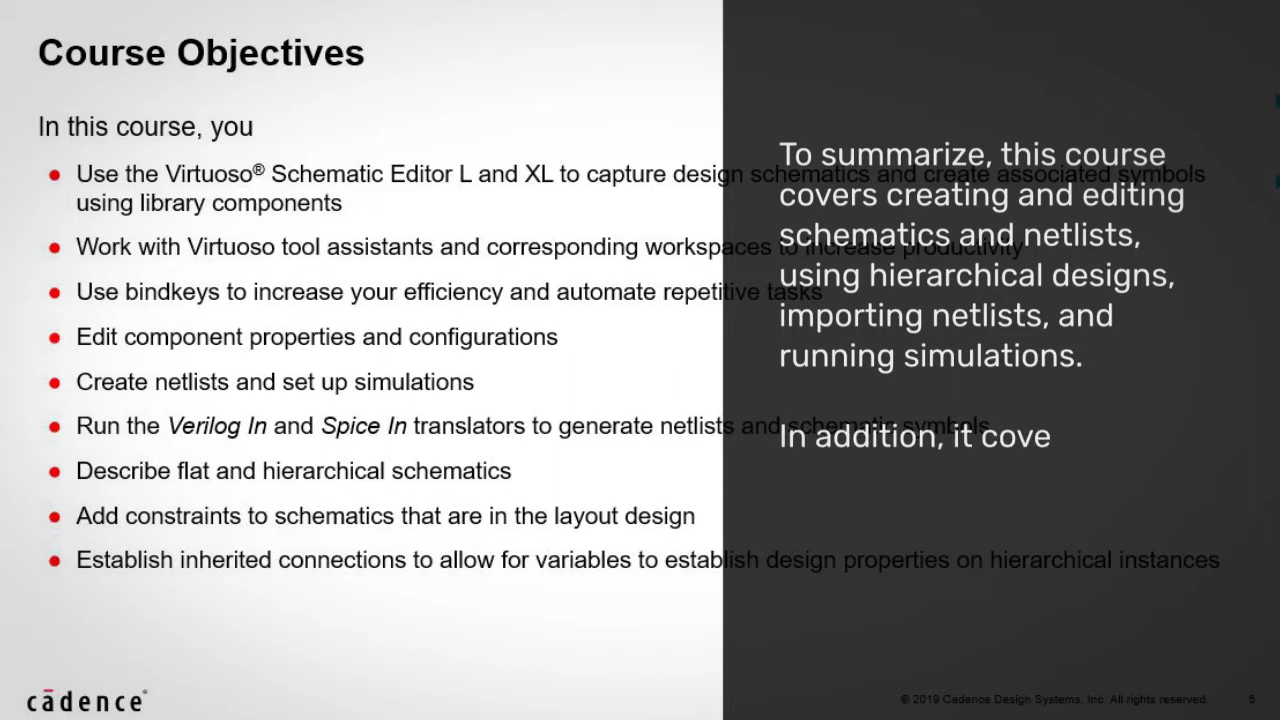 Course Objectives
In this course, you
Use the Virtuoso® Schematic Editor L and XL to capture design schematics and create associated symbols
using library components
Work with Virtuoso tool assistants and corresponding workspaces to increase productivity
Use bindkeys to increase your efficiency and automate repetitive tasks
Edit component properties and configurations
Create netlists and set up simulations
Run the Verilog In and Spice In translators to generate netlists and schematic symbols
Describe flat and hierarchical schematics
Add constraints to schematics that are in the layout design
Establish inherited connections to allow for variables to establish design properties on hierarchical instances
To summarize, this course
covers creating and editing
schematics and netlists,
using hierarchical designs,
importing netlists, and
running simulations.
In addition, it cove
cādence®
© 2019 Cadence Design Systems, Inc. All rights reserved.
5